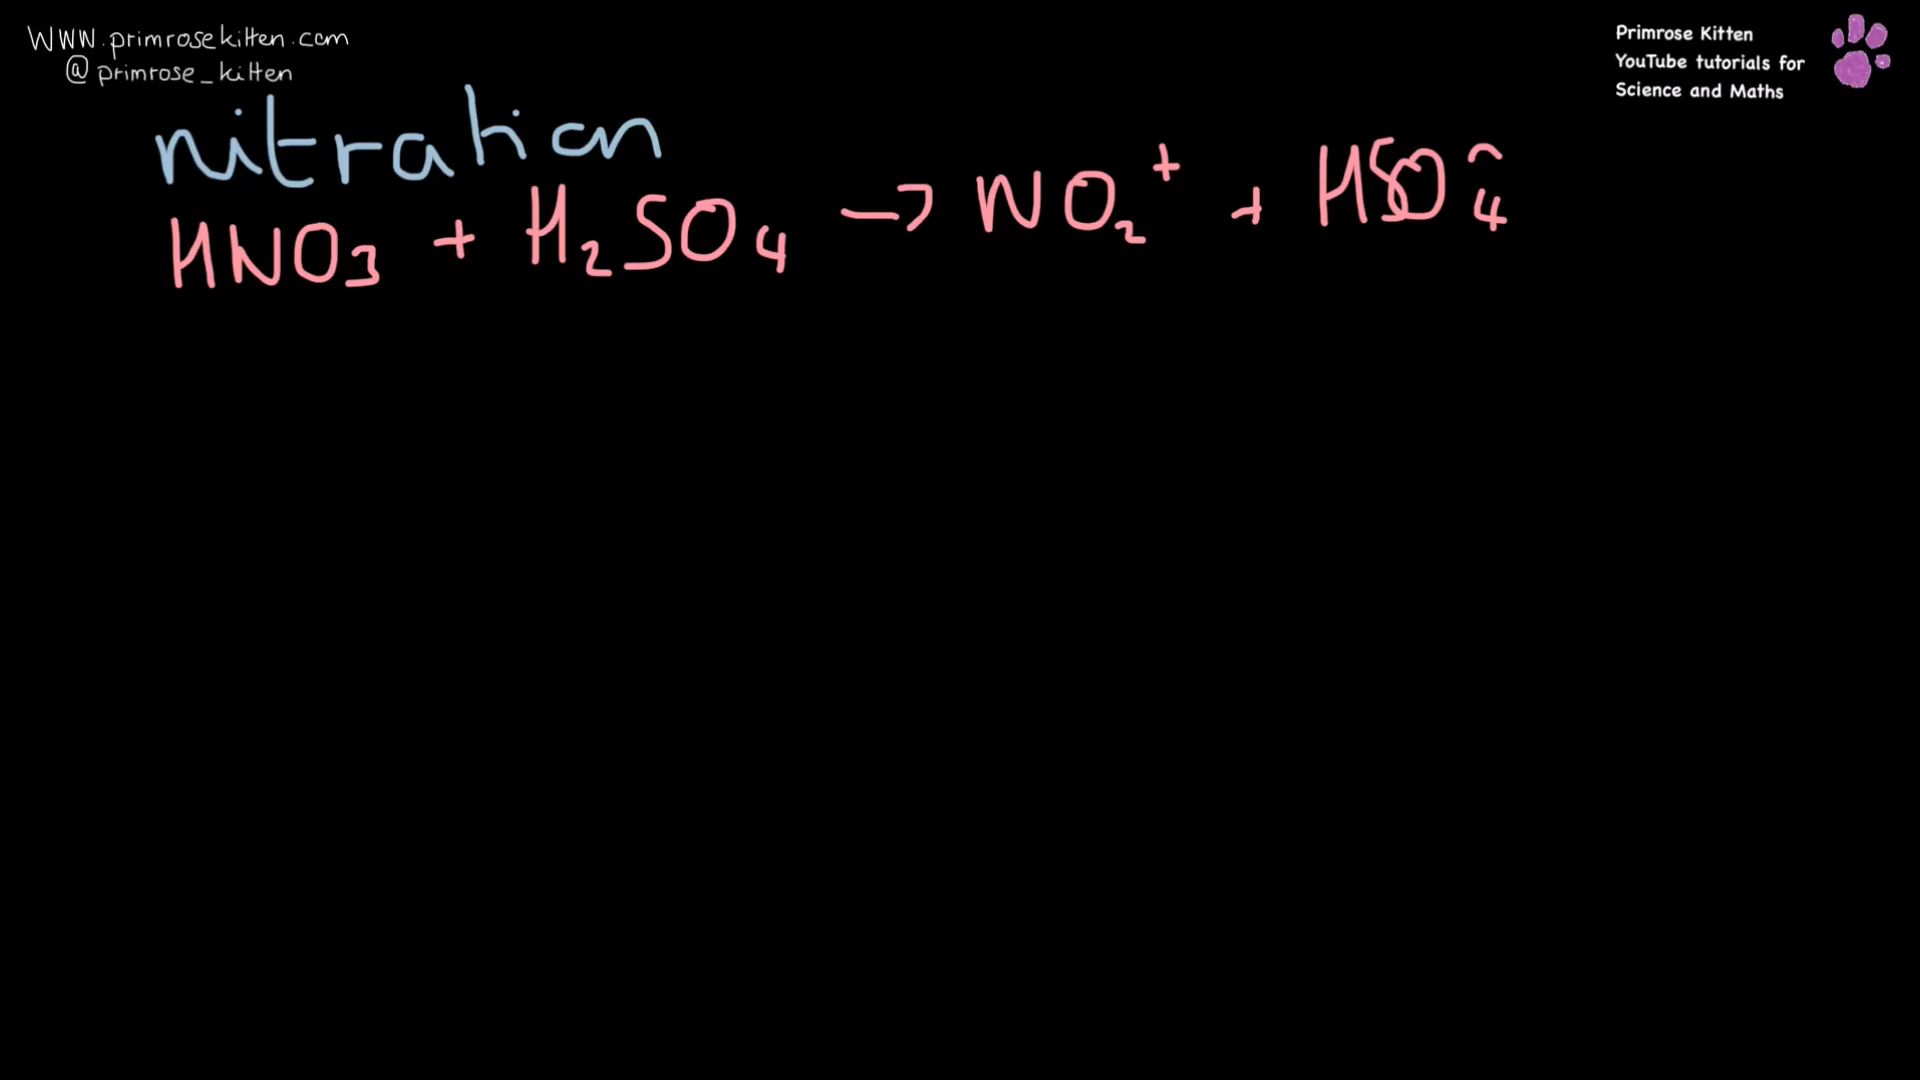 www.primrosekitten.com
@primrose_kitten
Primrose Kitten
YouTube tutorials for
Science and Maths
nitration
HNO₃ + H₂SO₄ → NO₂⁺ + HSO₄⁻